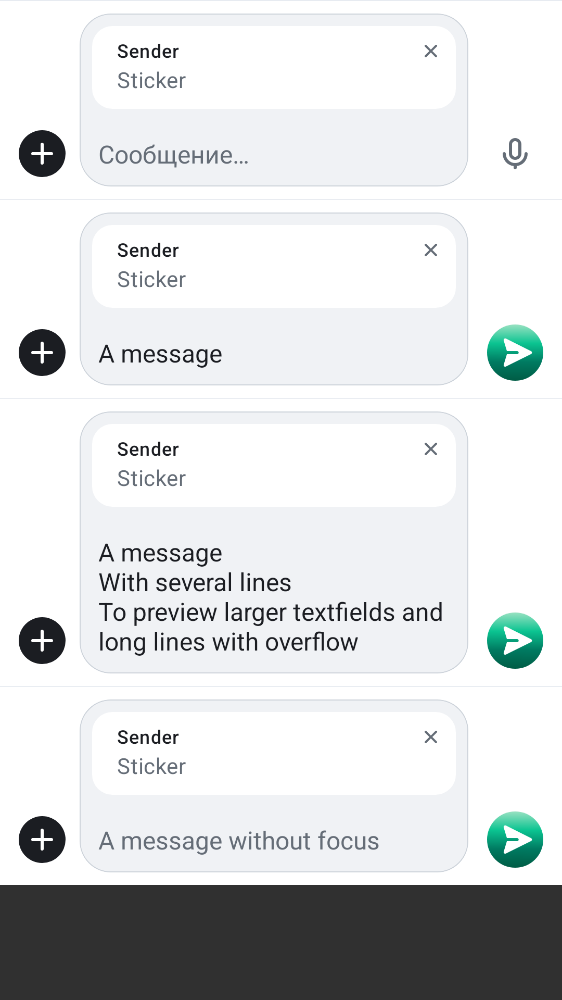 Sender
Sticker
Сообщение…
Sender
Sticker
A message
Sender
Sticker
A message
With several lines
To preview larger textfields and
long lines with overflow
Sender
Sticker
A message without focus